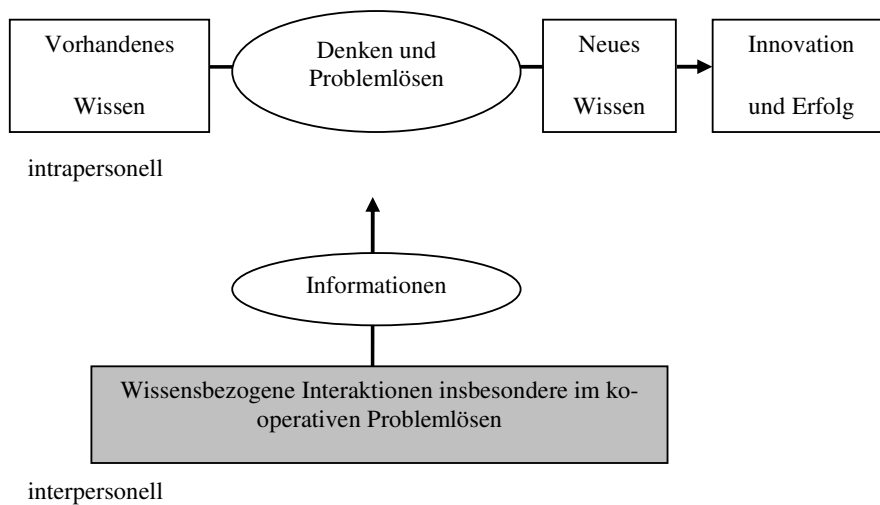 Vorhandenes
Wissen
Denken und
Problemlösen
Neues
Wissen
Innovation
und Erfolg
intrapersonell
Informationen
Wissensbezogene Interaktionen insbesondere im ko-
operativen Problemlösen
interpersonell